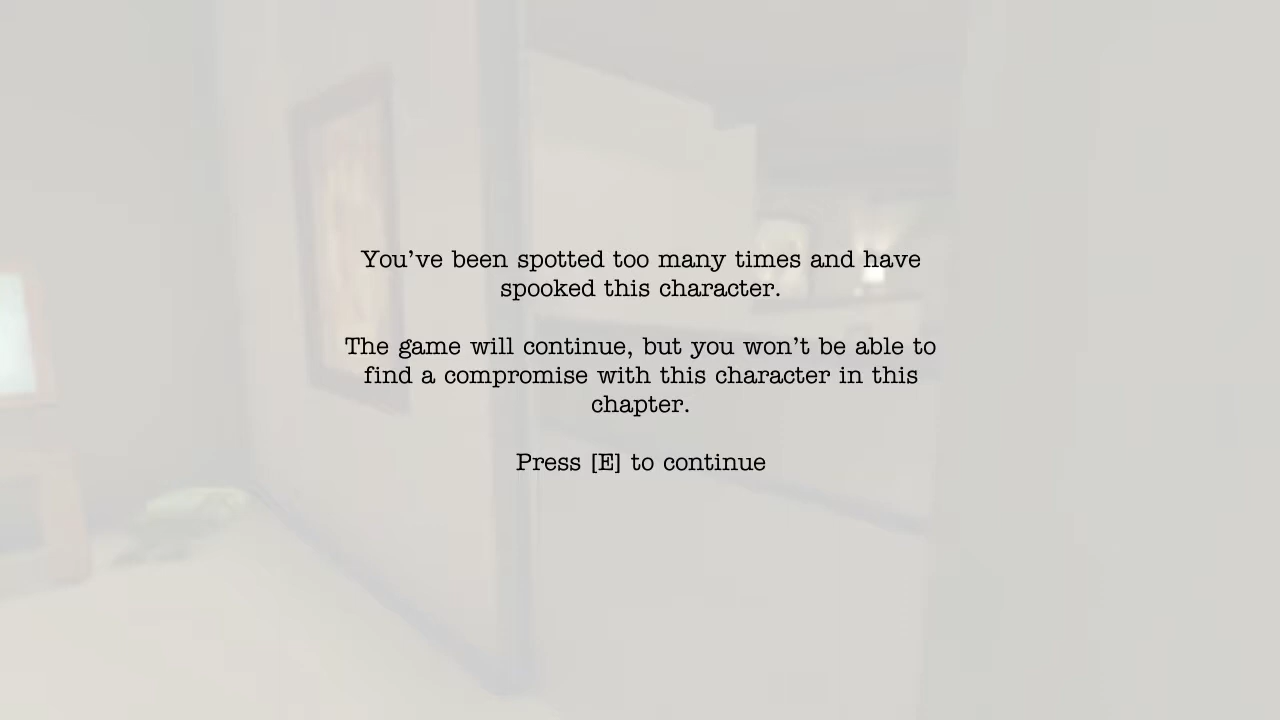 You’ve been spotted too many times and have
spooked this character.
The game will continue, but you won’t be able to
find a compromise with this character in this
chapter.
Press [E] to continue